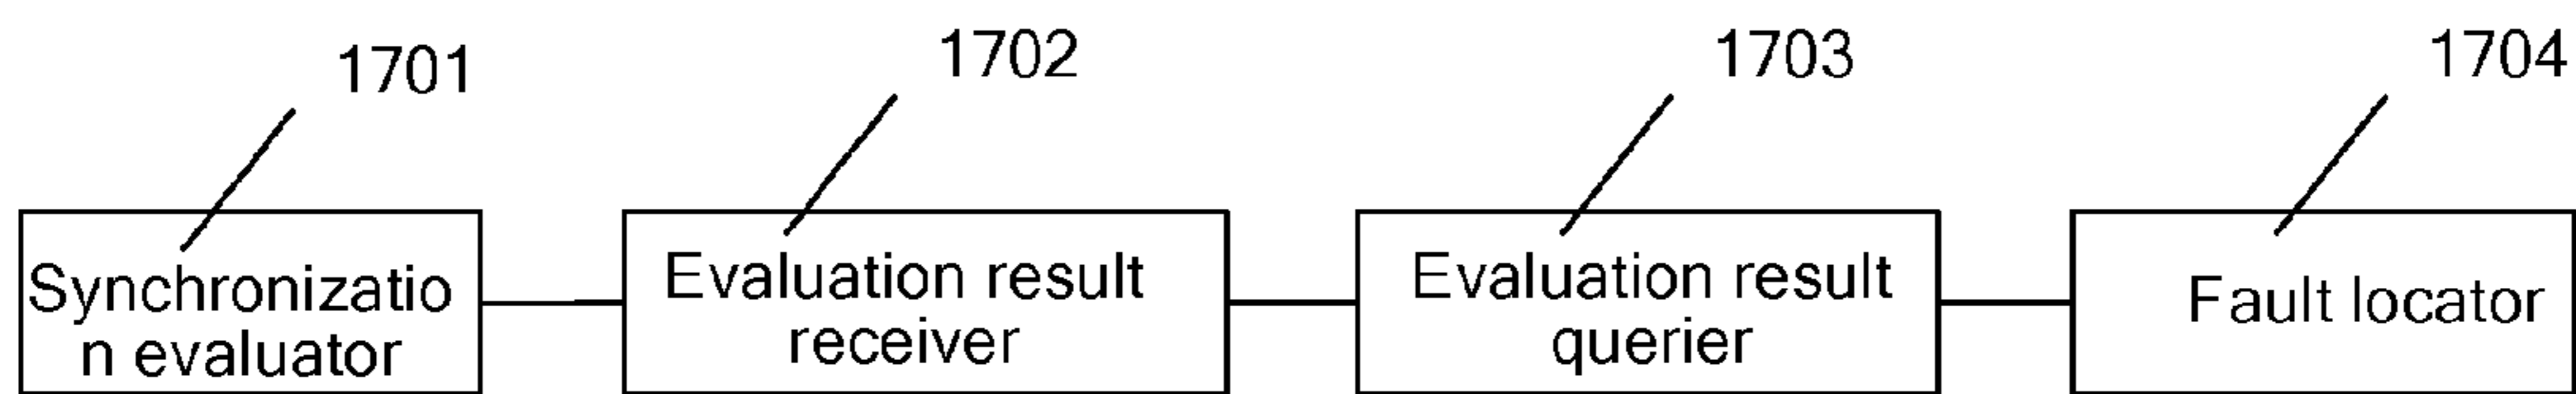 1701
1702
1703
1704
Synchronizatio
n evaluator
Evaluation result
receiver
Evaluation result
querier
Fault locator